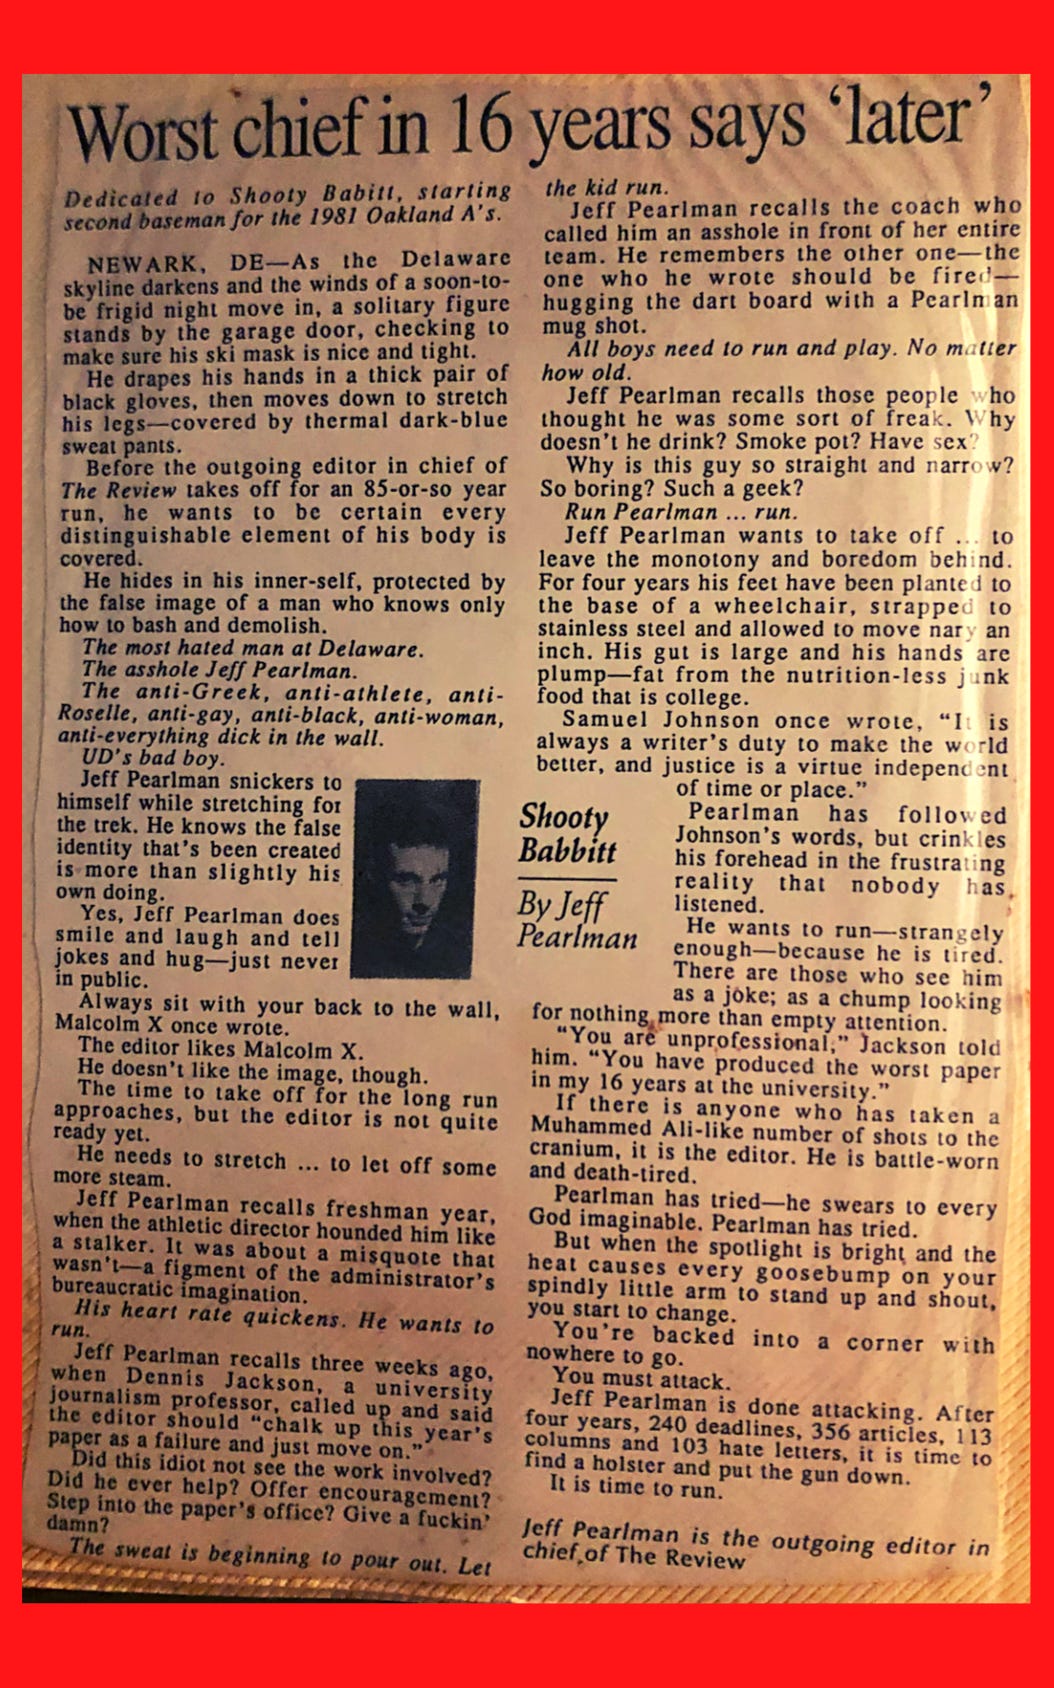 Worst chief in 16 years says ‘later’
Dedicated to Shooty Babitt, starting
second baseman for the 1981 Oakland A's.
NEWARK, DE—As the Delaware
skyline darkens and the winds of a soon-to-
be frigid night move in, a solitary figure
stands by the garage door, checking to
make sure his ski mask is nice and tight.
He drapes his hands in a thick pair of
black gloves, then moves down to stretch
his legs—covered by thermal dark-blue
sweat pants.
Before the outgoing editor in chief of
The Review takes off for an 85-or-so year
run, he wants to be certain every
distinguishable element of his body is
covered.
He hides in his inner-self, protected by
the false image of a man who knows only
how to bash and demolish.
The most hated man at Delaware.
The asshole Jeff Pearlman.
The anti-Greek, anti-athlete, anti-
Roselle, anti-gay, anti-black, anti-woman,
anti-everything dick in the wall.
UD's bad boy.
Jeff Pearlman snickers to
himself while stretching for
the trek. He knows the false
identity that's been created
is more than slightly his
own doing.
Yes, Jeff Pearlman does
smile and laugh and tell
jokes and hug—just never
in public.
Always sit with your back to the wall,
Malcolm X once wrote.
The editor likes Malcolm X.
He doesn't like the image, though.
The time to take off for the long run
approaches, but the editor is not quite
ready yet.
He needs to stretch ... to let off some
more steam.
Jeff Pearlman recalls freshman year,
when the athletic director hounded him like
a stalker. It was about a misquote that
wasn't—a figment of the administrator's
bureaucratic imagination.
His heart rate quickens. He wants to
run.
Jeff Pearlman recalls three weeks ago,
when Dennis Jackson, a university
journalism professor, called up and said
the editor should “chalk up this year's
paper as a failure and just move on.”
Did this idiot not see the work involved?
Did he ever help? Offer encouragement?
Step into the paper's office? Give a fuckin'
damn?
The sweat is beginning to pour out. Let
the kid run.
Jeff Pearlman recalls the coach who
called him an asshole in front of her entire
team. He remembers the other one—the
one who he wrote should be fired—
hugging the dart board with a Pearlman
mug shot.
All boys need to run and play. No matter
how old.
Jeff Pearlman recalls those people who
thought he was some sort of freak. Why
doesn't he drink? Smoke pot? Have sex?
Why is this guy so straight and narrow?
So boring? Such a geek?
Run Pearlman ... run.
Jeff Pearlman wants to take off ... to
leave the monotony and boredom behind.
For four years his feet have been planted to
the base of a wheelchair, strapped to
stainless steel and allowed to move nary an
inch. His gut is large and his hands are
plump—fat from the nutrition-less junk
food that is college.
Samuel Johnson once wrote, “It is
always a writer's duty to make the world
better, and justice is a virtue independent
of time or place.”
Shooty
Babbitt
By Jeff
Pearlman
Pearlman has followed
Johnson's words, but crinkles
his forehead in the frustrating
reality that nobody has
listened.
He wants to run—strangely
enough—because he is tired.
There are those who see him
as a joke; as a chump looking
for nothing more than empty attention.
“You are unprofessional,” Jackson told
him. “You have produced the worst paper
in my 16 years at the university.”
If there is anyone who has taken a
Muhammed Ali-like number of shots to the
cranium, it is the editor. He is battle-worn
and death-tired.
Pearlman has tried—he swears to every
God imaginable. Pearlman has tried.
But when the spotlight is bright and the
heat causes every goosebump on your
spindly little arm to stand up and shout,
you start to change.
You're backed into a corner with
nowhere to go.
You must attack.
Jeff Pearlman is done attacking. After
four years, 240 deadlines, 356 articles, 113
columns and 103 hate letters, it is time to
find a holster and put the gun down.
It is time to run.
Jeff Pearlman is the outgoing editor in
chief of The Review